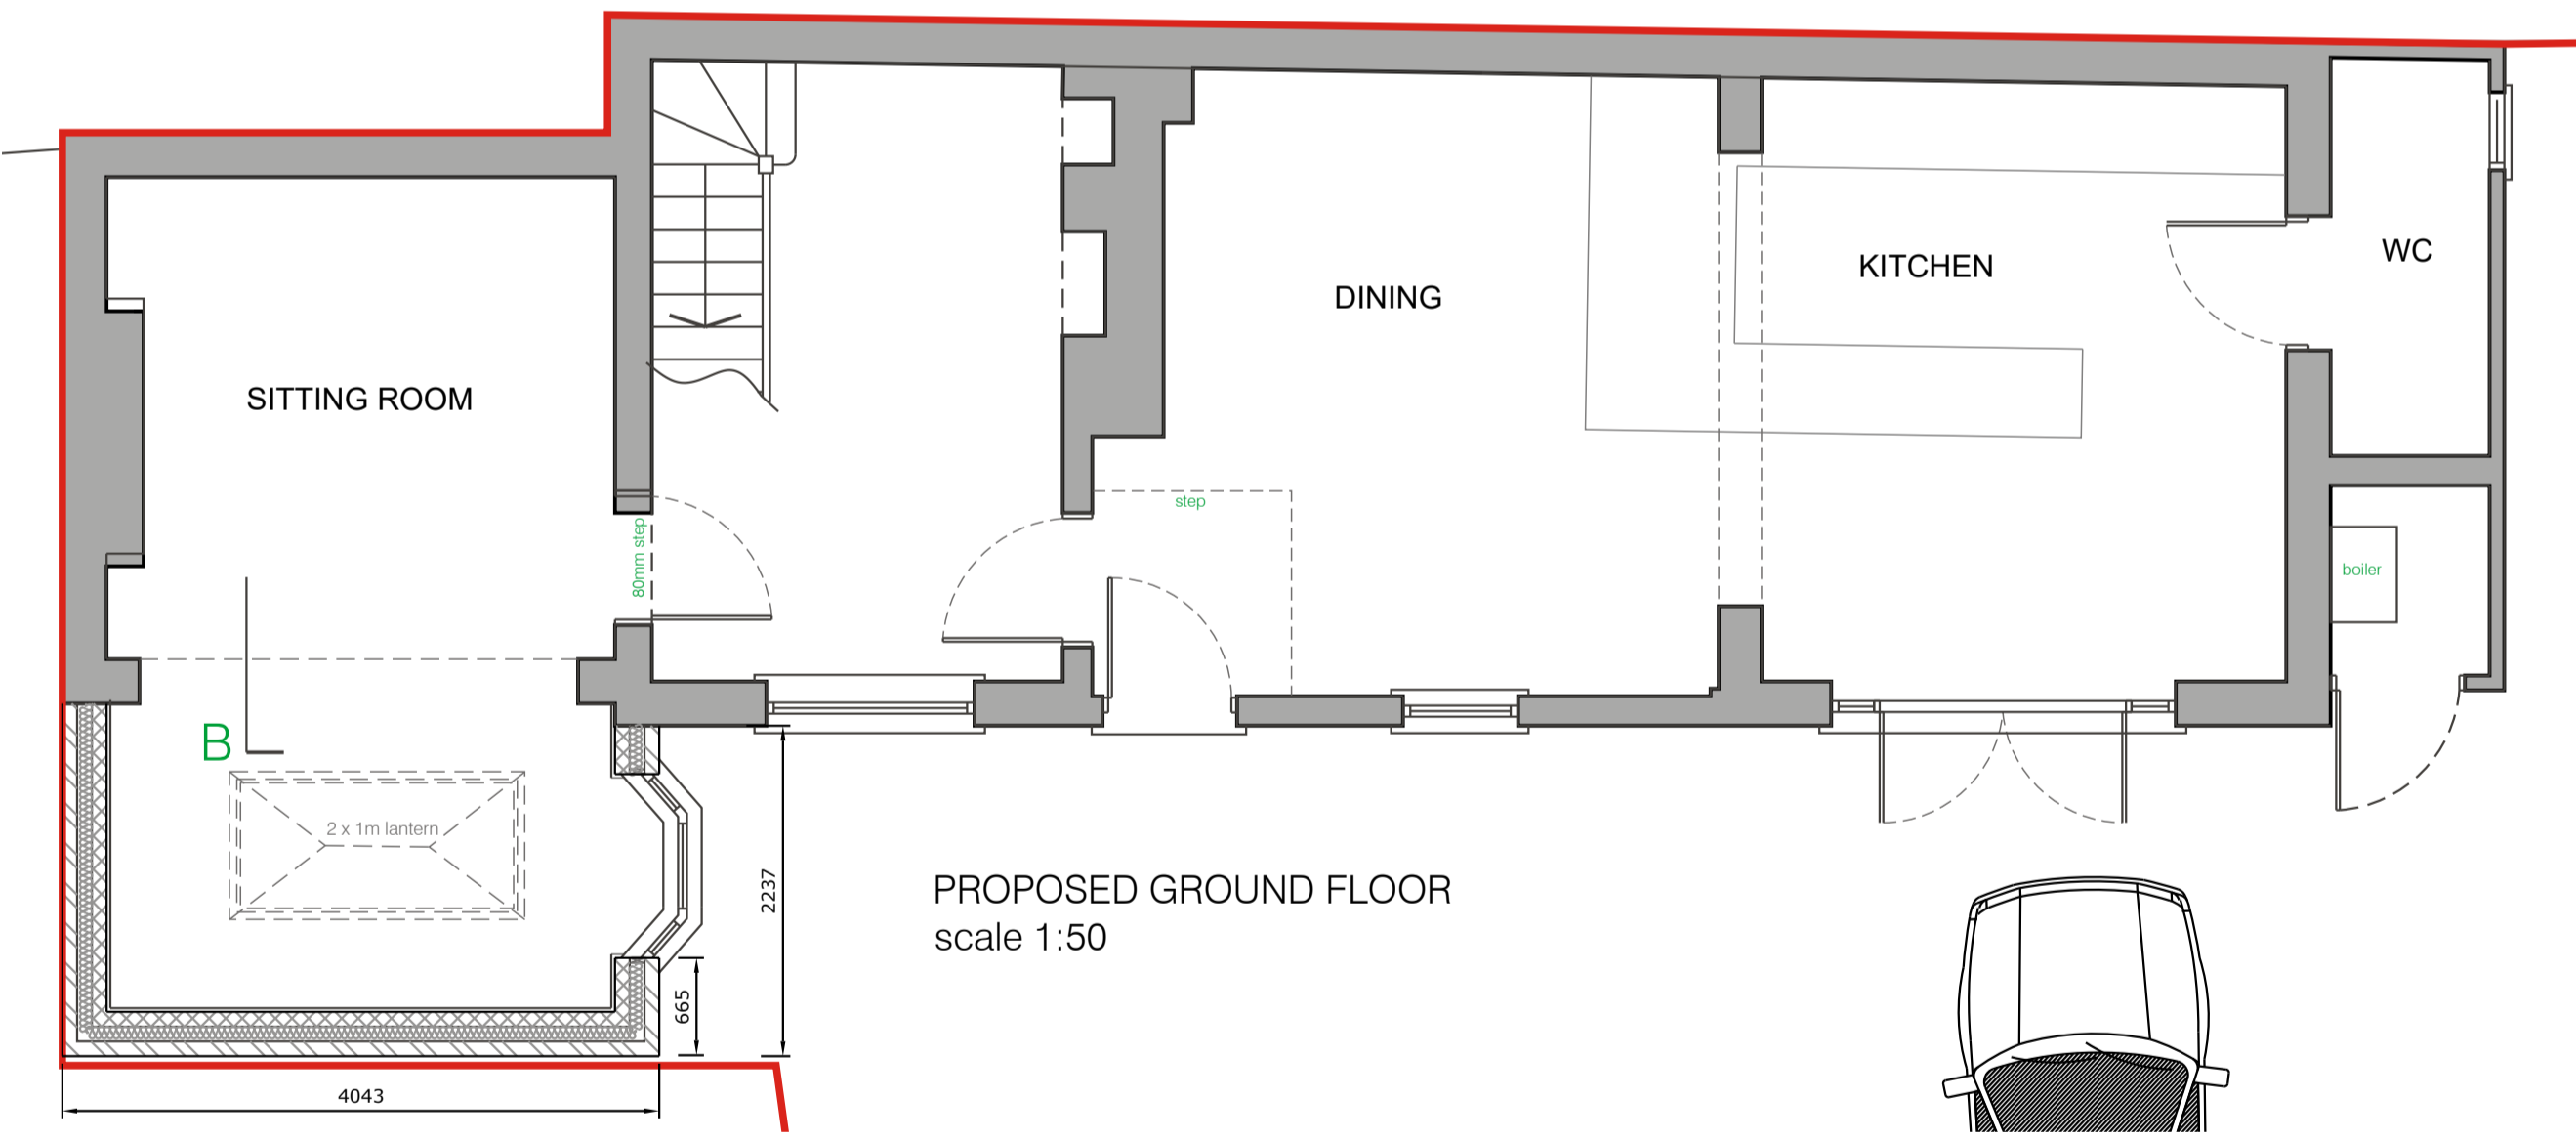 WC
KITCHEN
DINING
SITTING ROOM
step
80mm step
boiler
B
2 x 1m lantern
2237
665
PROPOSED GROUND FLOOR
scale 1:50
4043